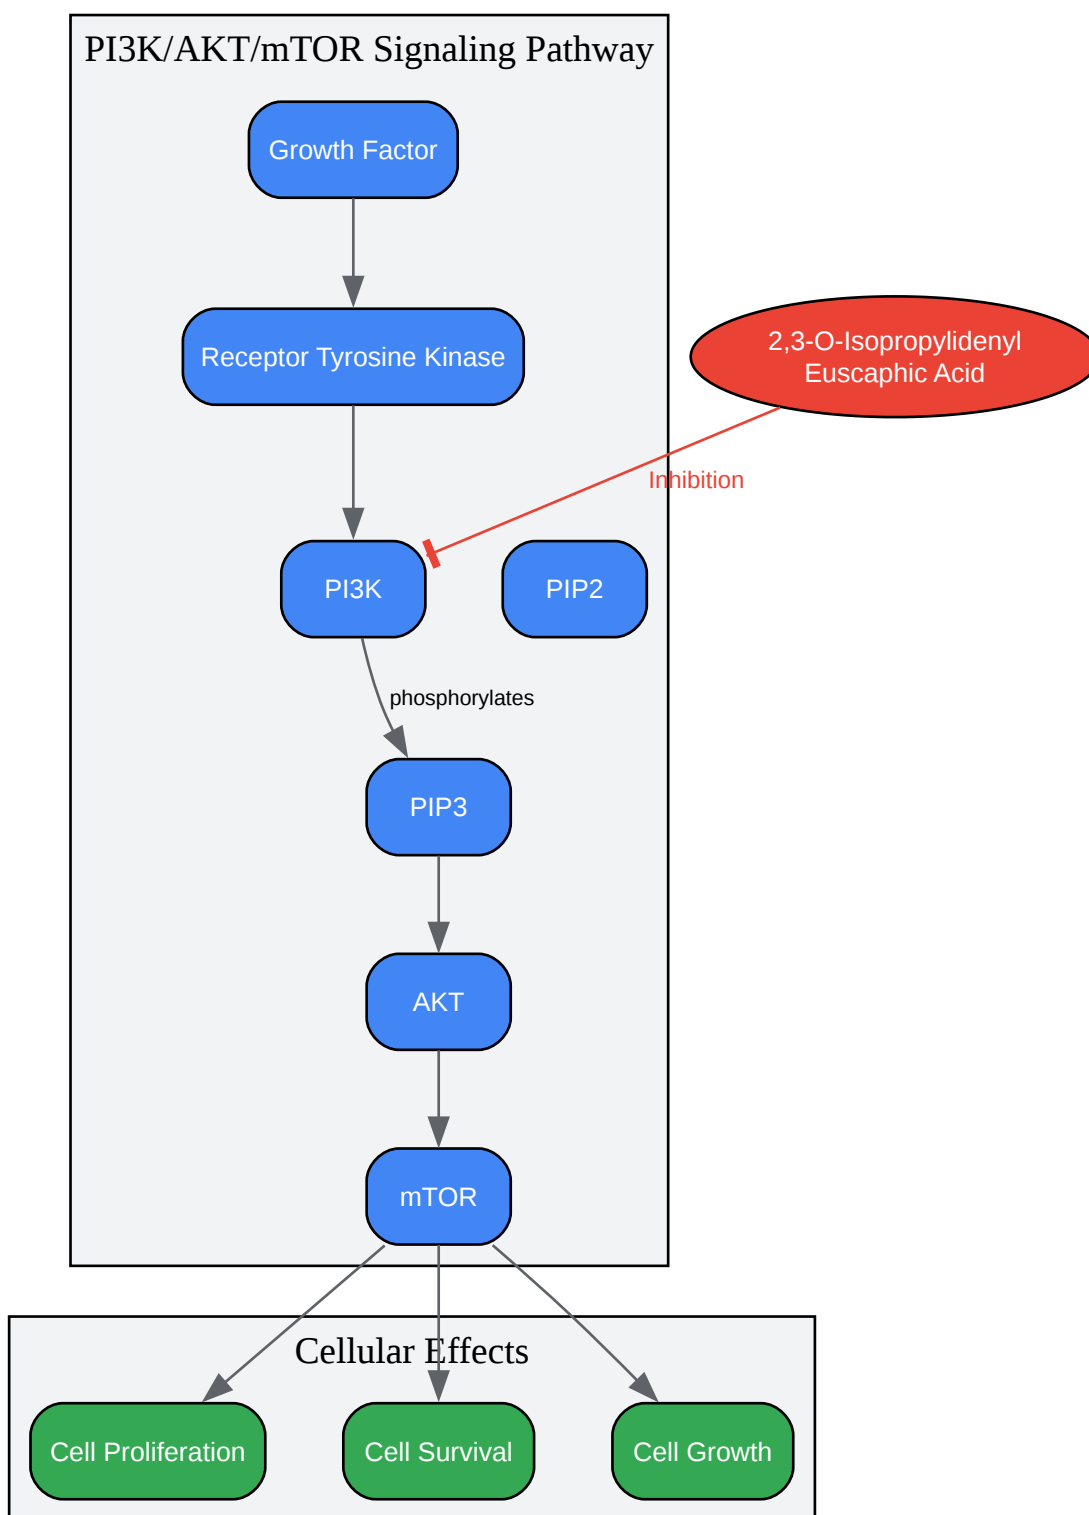 PI3K/AKT/mTOR Signaling Pathway
Growth Factor
Receptor Tyrosine Kinase
2,3-O-Isopropylidenyl
Euscaphic Acid
Inhibition
PI3K
PIP2
phosphorylates
PIP3
AKT
mTOR
Cellular Effects
Cell Proliferation
Cell Survival
Cell Growth